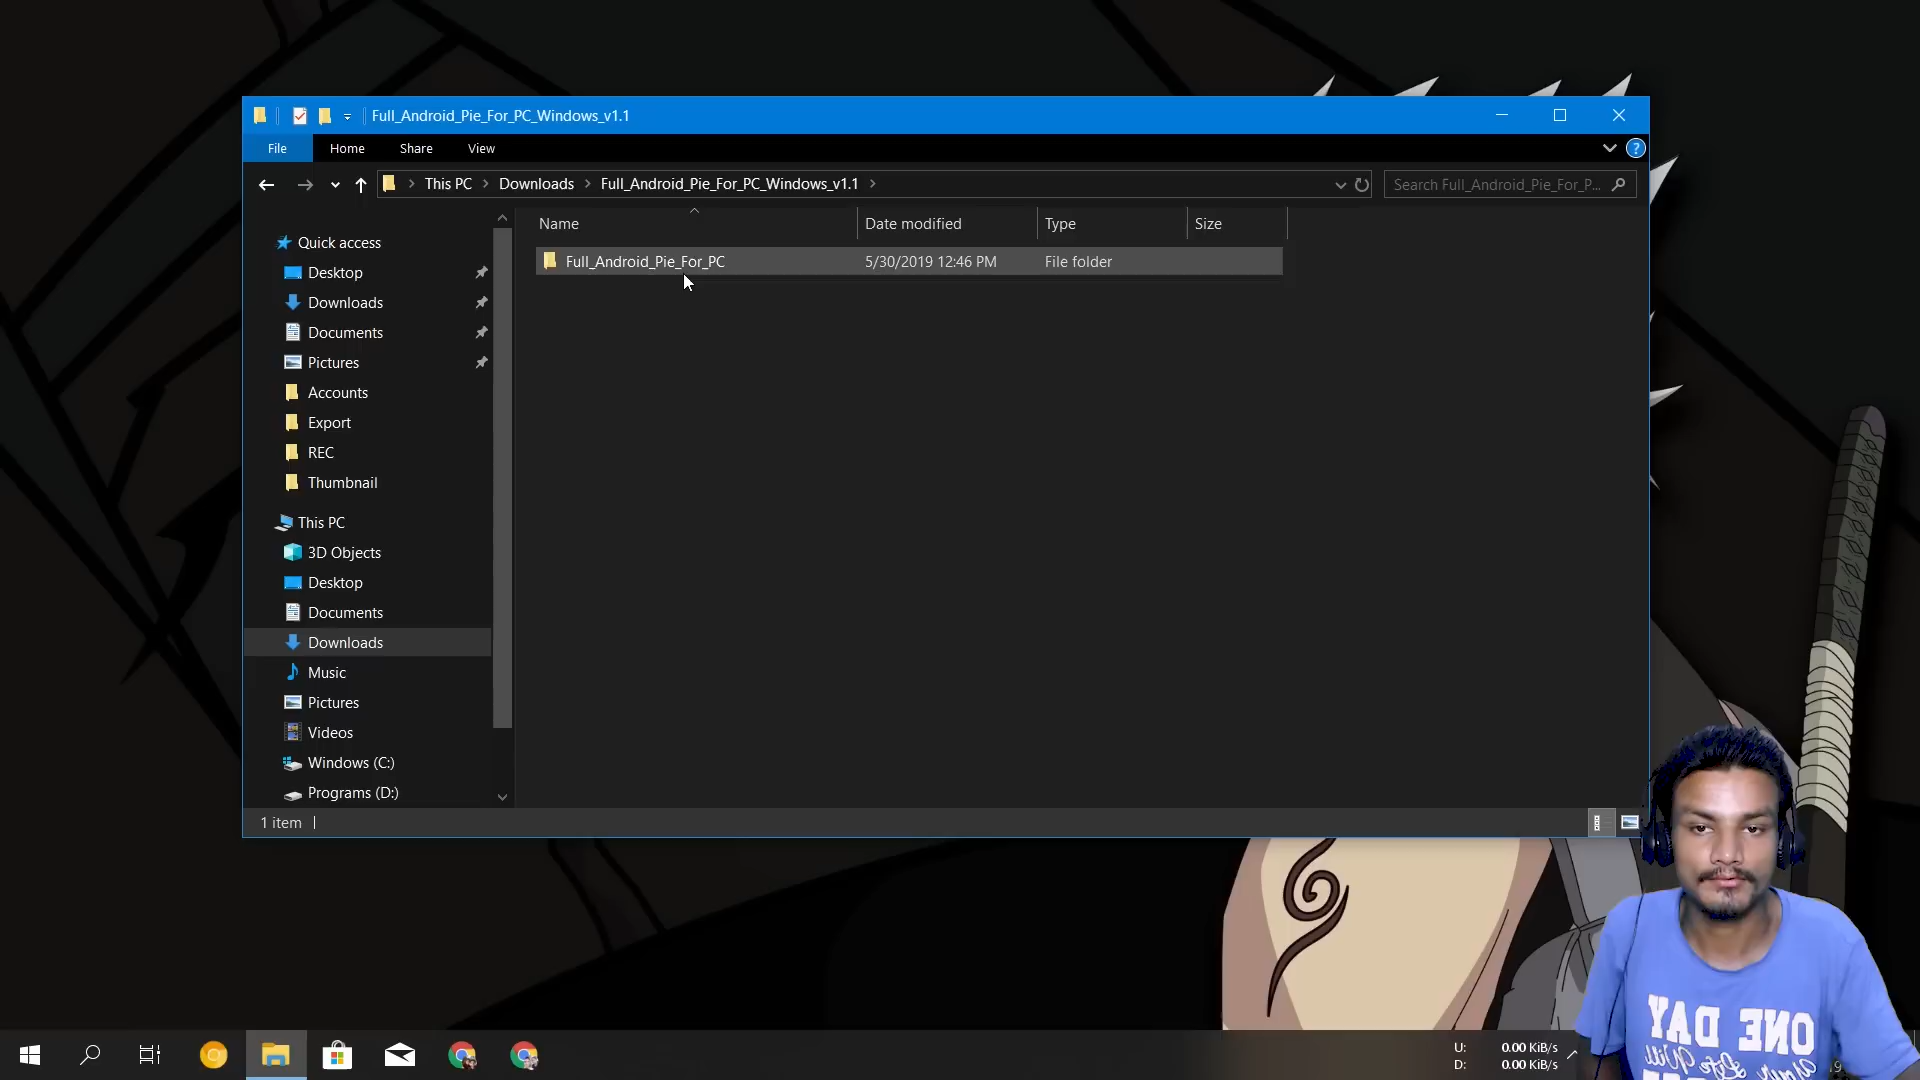 Full_Android_Pie_For_PC_Windows_v1.1
File Home Share View
This PC Downloads Full_Android_Pie_For_PC_Windows_v1.1
Search Full_Android_Pie_For_P...
Name Date modified Type Size
Full_Android_Pie_For_PC 5/30/2019 12:46 PM File folder
Quick access
Desktop
Downloads
Documents
Pictures
Accounts
Export
REC
Thumbnail
This PC
3D Objects
Desktop
Documents
Downloads
Music
Pictures
Videos
Windows (C:)
Programs (D:)
1 item
U: 0.00 KiB/s
D: 0.00 KiB/s
ONE DAY